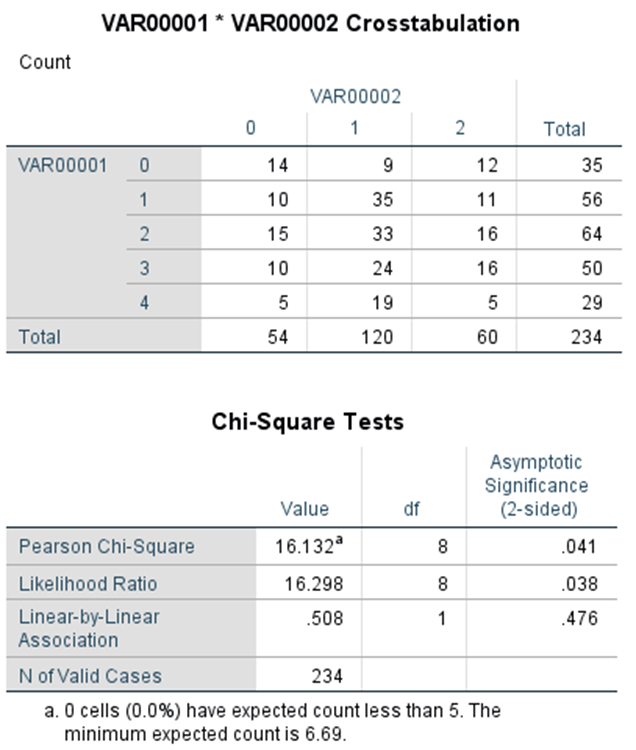 VAR00001 * VAR00002 Crosstabulation
Count
VAR00002
0 1 2 Total
VAR00001 0 14 9 12 35
1 10 35 11 56
2 15 33 16 64
3 10 24 16 50
4 5 19 5 29
Total 54 120 60 234
Chi-Square Tests
Asymptotic
Significance
Value df (2-sided)
Pearson Chi-Square 16.132a 8 .041
Likelihood Ratio 16.298 8 .038
Linear-by-Linear .508 1 .476
Association
N of Valid Cases 234
a. 0 cells (0.0%) have expected count less than 5. The
minimum expected count is 6.69.